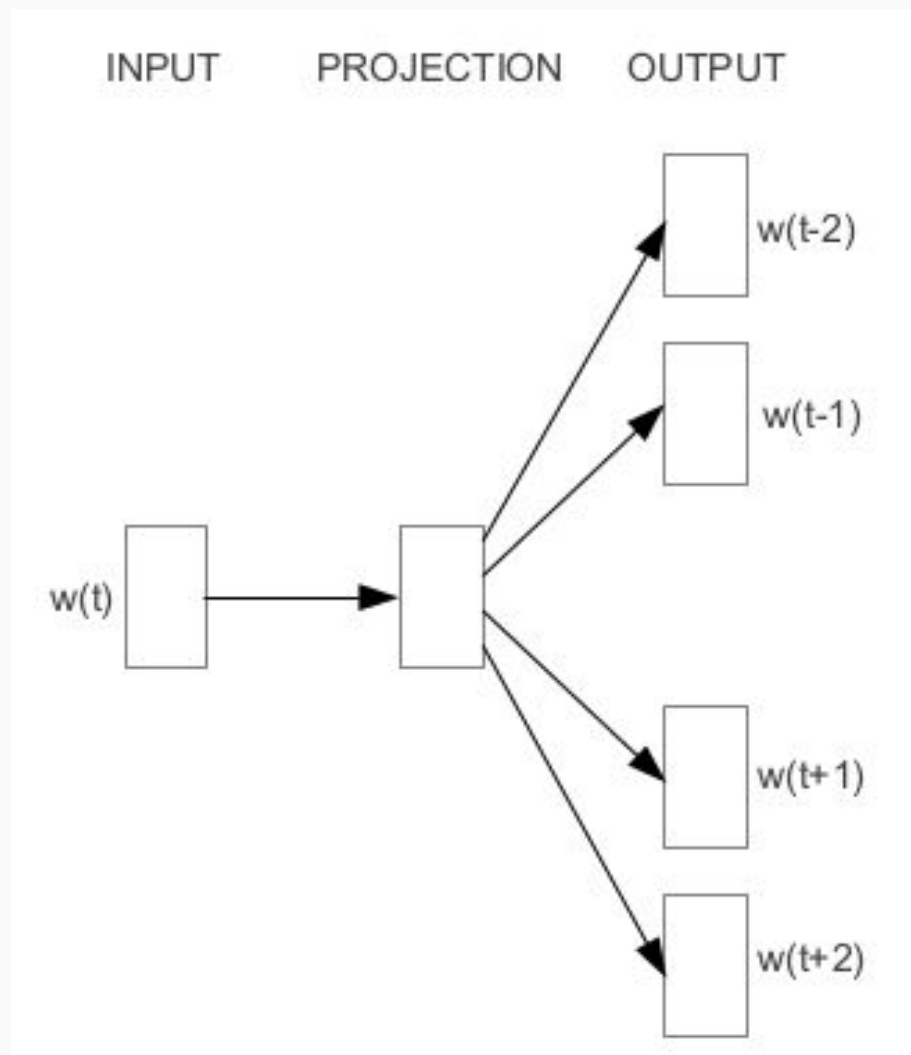 INPUT PROJECTION OUTPUT
w(t-2)
w(t-1)
w(t)
w(t+1)
w(t+2)